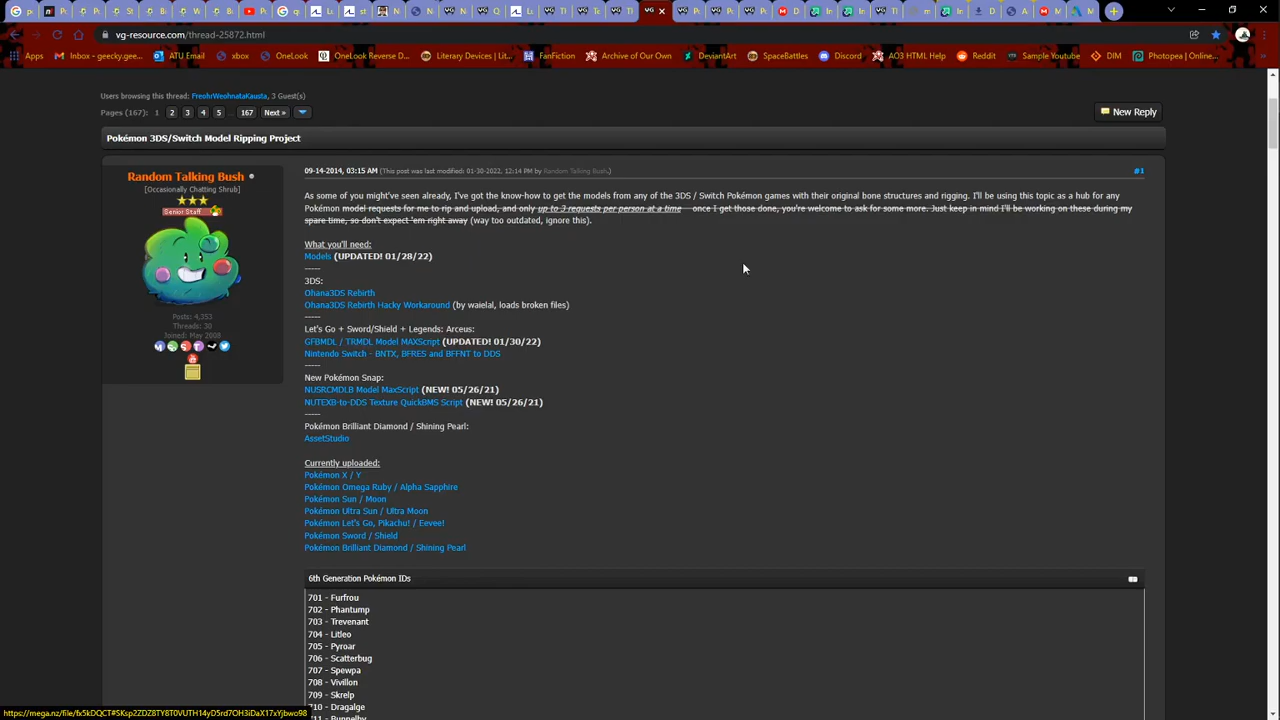 vg-resource.com/thread-25872.html
Apps
Inbox - geecky.gee...
ATU Email
xbox
OneLook
OneLook Reverse D...
Literary Devices | Lit...
FanFiction
Archive of Our Own
DeviantArt
SpaceBattles
Discord
AO3 HTML Help
Reddit
Sample Youtube
DIM
Photopea | Online...
Users browsing this thread: FreohrWeohnataKausta, 3 Guest(s)
Pages (167): 1 2 3 4 5 ... 167 Next »
New Reply
Pokémon 3DS/Switch Model Ripping Project
Random Talking Bush
[Occasionally Chatting Shrub]
Senior Staff
Posts: 4,353
Threads: 30
Joined: May 2008
09-14-2014, 03:15 AM (This post was last modified: 01-30-2022, 12:14 PM by Random Talking Bush.)
#1
As some of you might've seen already, I've got the know-how to get the models from any of the 3DS / Switch Pokémon games with their original bone structures and rigging. I'll be using this topic as a hub for any
Pokémon model requests for me to rip and upload, and only up to 3 requests per person at a time -- once I get those done, you're welcome to ask for some more. Just keep in mind I'll be working on these during my
spare time, so don't expect 'em right away (way too outdated, ignore this).
What you'll need:
Models (UPDATED! 01/28/22)
-----
3DS:
Ohana3DS Rebirth
Ohana3DS Rebirth Hacky Workaround (by waielal, loads broken files)
-----
Let's Go + Sword/Shield + Legends: Arceus:
GFBMDL / TRMDL Model MAXScript (UPDATED! 01/30/22)
Nintendo Switch - BNTX, BFRES and BFFNT to DDS
-----
New Pokémon Snap:
NUSRCMDLB Model MaxScript (NEW! 05/26/21)
NUTEXB-to-DDS Texture QuickBMS Script (NEW! 05/26/21)
-----
Pokémon Brilliant Diamond / Shining Pearl:
AssetStudio
Currently uploaded:
Pokémon X / Y
Pokémon Omega Ruby / Alpha Sapphire
Pokémon Sun / Moon
Pokémon Ultra Sun / Ultra Moon
Pokémon Let's Go, Pikachu! / Eevee!
Pokémon Sword / Shield
Pokémon Brilliant Diamond / Shining Pearl
6th Generation Pokémon IDs
701 - Furfrou
702 - Phantump
703 - Trevenant
704 - Litleo
705 - Pyroar
706 - Scatterbug
707 - Spewpa
708 - Vivillon
709 - Skrelp
710 - Dragalge
711 - Bunnelby